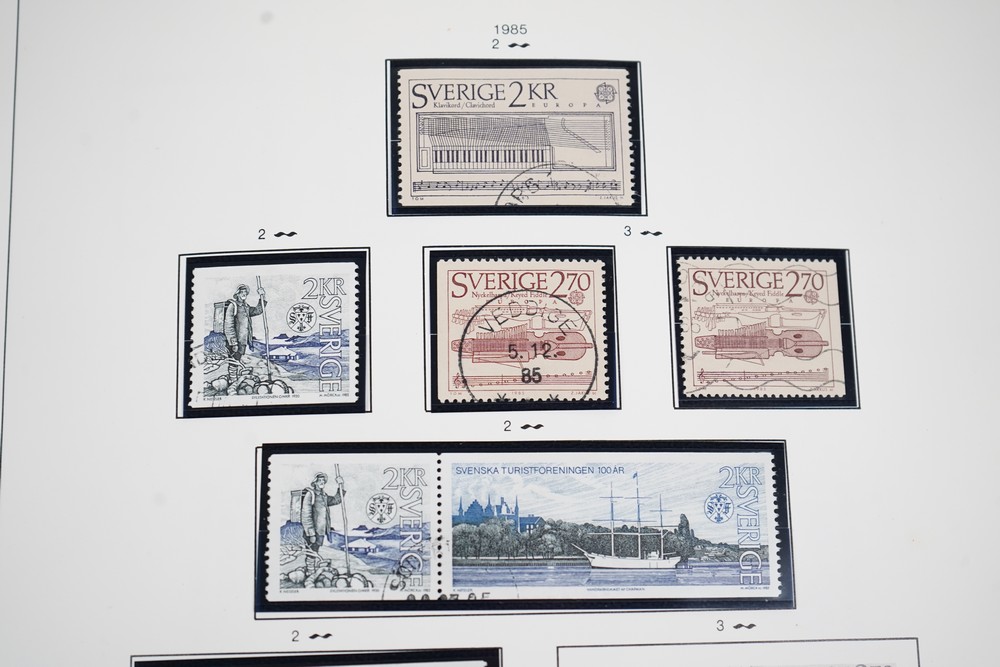 1985
2
SVERIGE 2 KR
Klavikord/Clavichord EUROPA
2
3
2KR
SVERIGE
SVERIGE 2.70
Nyckelharpa/Keyed Fiddle
EUROPA
VEDDIGE
5.12.
85
SVERIGE 2.70
Nyckelharpa/Keyed Fiddle
EUROPA
2
2KR
SVERIGE
SVENSKA TURISTFÖRENINGEN 100 ÅR
2KR
SVERIGE
2
3